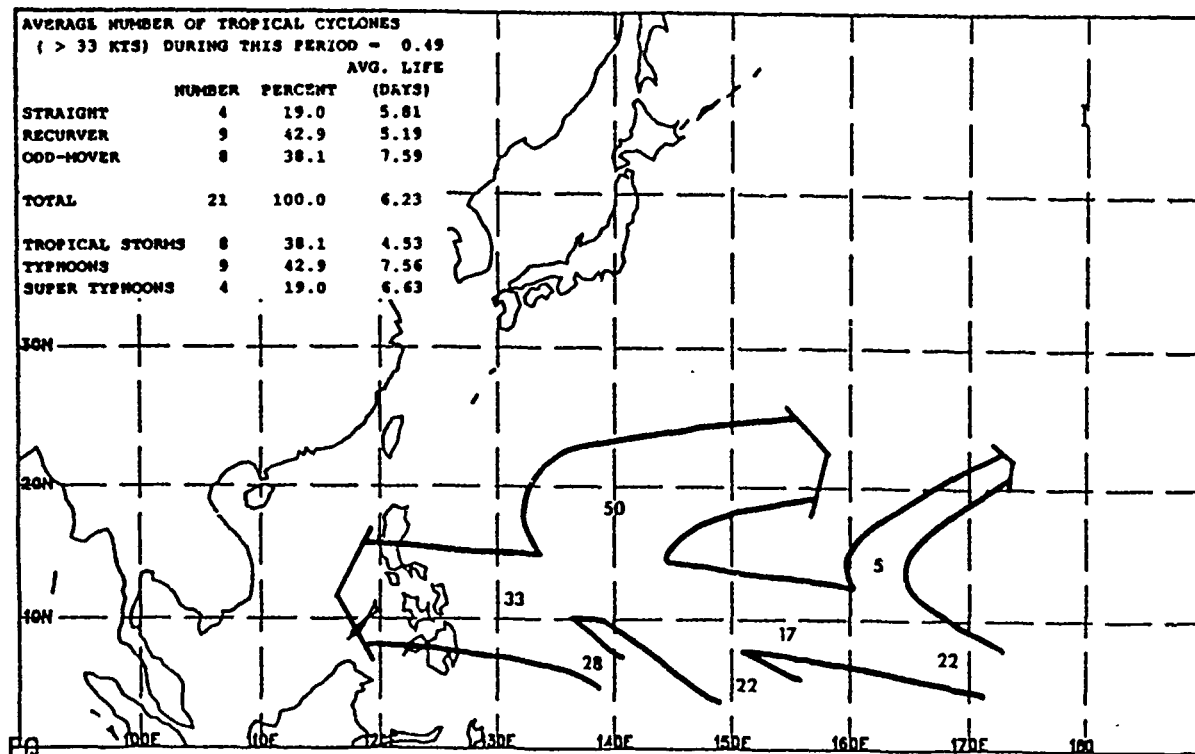 AVERAGE NUMBER OF TROPICAL CYCLONES
( > 33 KTS) DURING THIS PERIOD = 0.49
AVG. LIFE
NUMBER PERCENT (DAYS)
STRAIGHT 4 19.0 5.81
RECURVER 9 42.9 5.19
ODD-MOVER 8 38.1 7.59
TOTAL 21 100.0 6.23
TROPICAL STORMS 8 38.1 4.53
TYPHOONS 9 42.9 7.56
SUPER TYPHOONS 4 19.0 6.63
30N
20N
50
5
33
10N
17
28
22
22
EQ 100E 110E 120E 130E 140E 150E 160E 170E 180